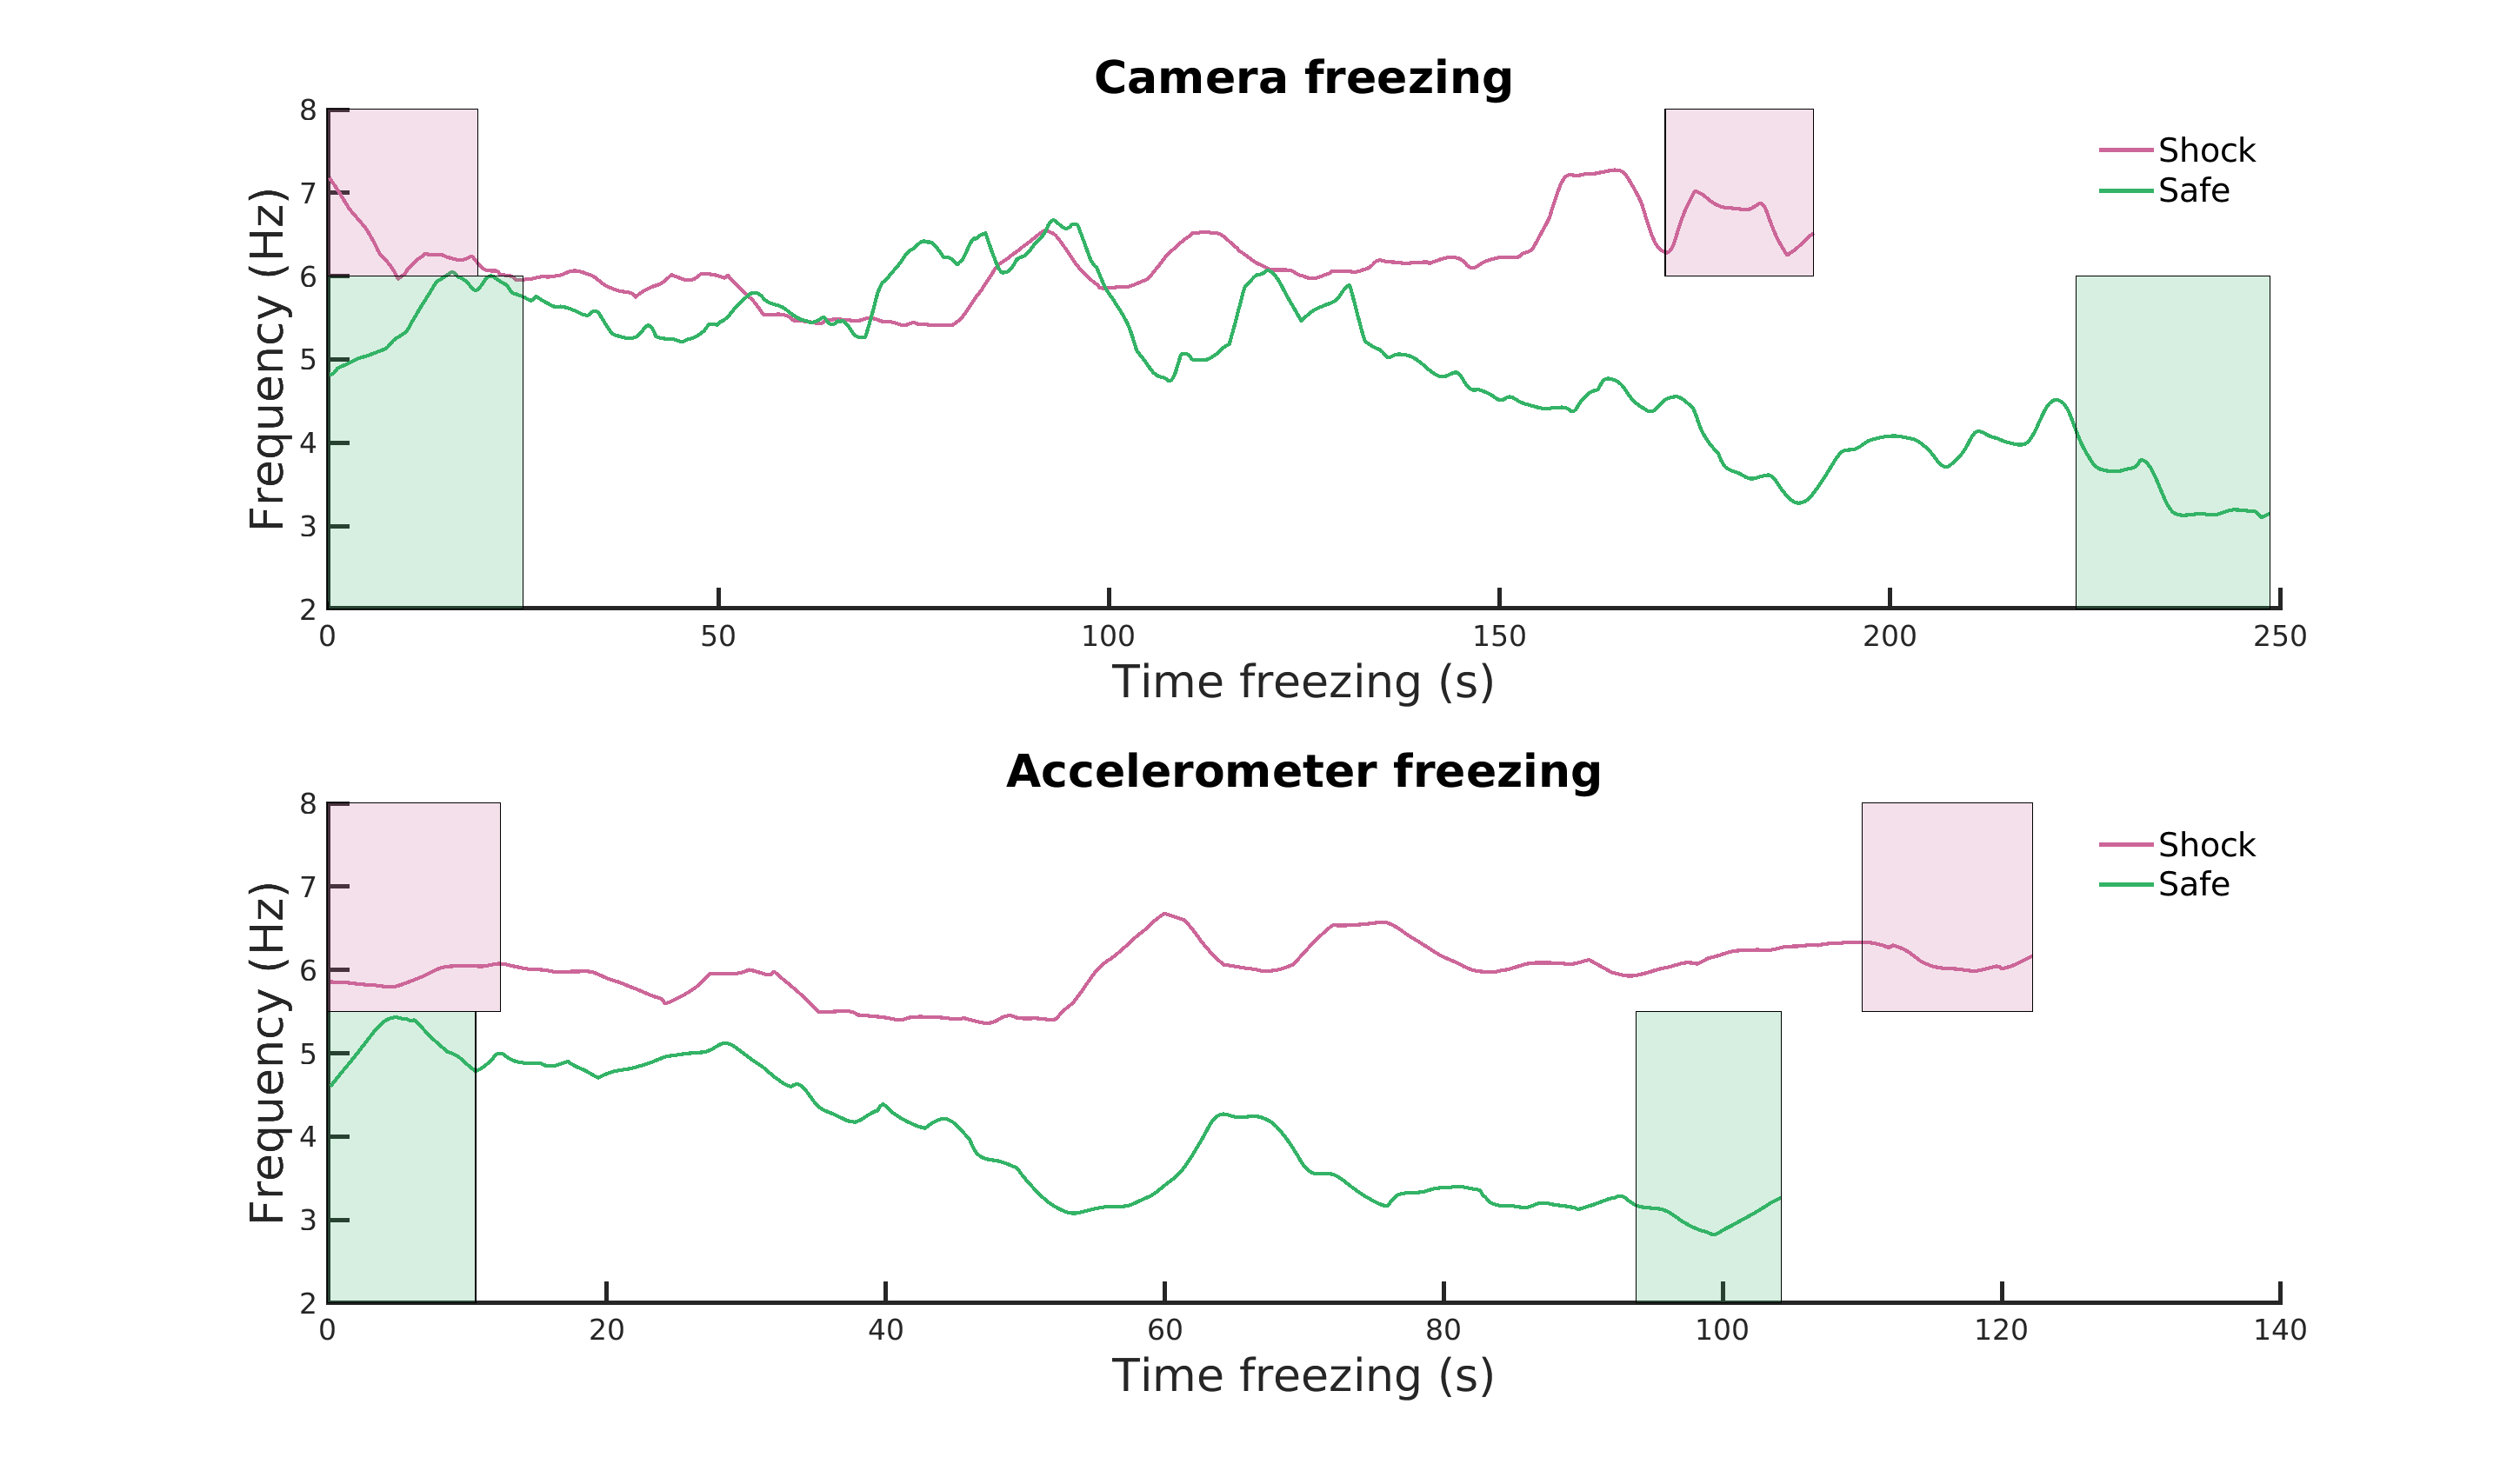 Camera freezing
8
7
6
5
4
3
2
Frequency (Hz)
Shock
Safe
0 50 100 150 200 250
Time freezing (s)
Accelerometer freezing
8
7
6
5
4
3
2
Frequency (Hz)
Shock
Safe
0 20 40 60 80 100 120 140
Time freezing (s)